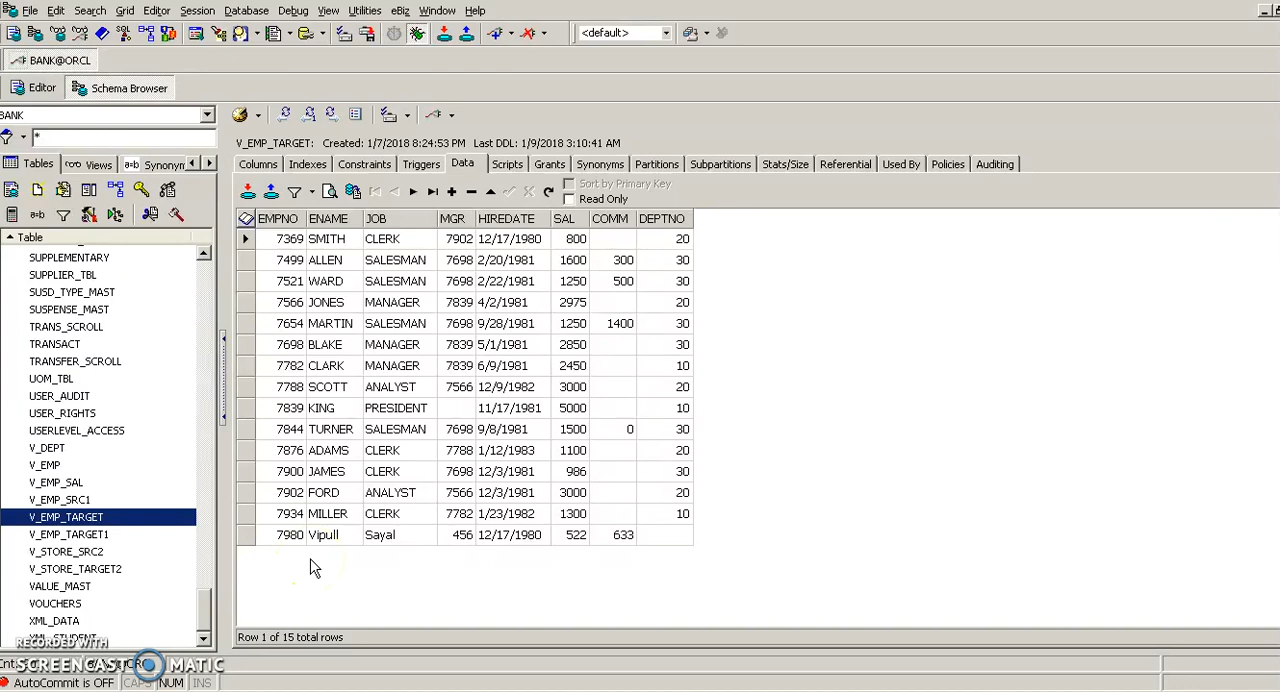 File Edit Search Grid Editor Session Database Debug View Utilities eBiz Window Help
<default>
BANK@ORCL
Editor Schema Browser
BANK
*
V_EMP_TARGET: Created: 1/7/2018 8:24:53 PM Last DDL: 1/9/2018 3:10:41 AM
Tables Views Synonym
Columns Indexes Constraints Triggers Data Scripts Grants Synonyms Partitions Subpartitions Stats/Size Referential Used By Policies Auditing
Sort by Primary Key
Read Only
Table
SUPPLEMENTARY
SUPPLIER_TBL
SUSD_TYPE_MAST
SUSPENSE_MAST
TRANS_SCROLL
TRANSACT
TRANSFER_SCROLL
UOM_TBL
USER_AUDIT
USER_RIGHTS
USERLEVEL_ACCESS
V_DEPT
V_EMP
V_EMP_SAL
V_EMP_SRC1
V_EMP_TARGET
V_EMP_TARGET1
V_STORE_SRC2
V_STORE_TARGET2
VALUE_MAST
VOUCHERS
XML_DATA
XML_STUDENT
EMPNO ENAME JOB MGR HIREDATE SAL COMM DEPTNO
7369 SMITH CLERK 7902 12/17/1980 800 20
7499 ALLEN SALESMAN 7698 2/20/1981 1600 300 30
7521 WARD SALESMAN 7698 2/22/1981 1250 500 30
7566 JONES MANAGER 7839 4/2/1981 2975 20
7654 MARTIN SALESMAN 7698 9/28/1981 1250 1400 30
7698 BLAKE MANAGER 7839 5/1/1981 2850 30
7782 CLARK MANAGER 7839 6/9/1981 2450 10
7788 SCOTT ANALYST 7566 12/9/1982 3000 20
7839 KING PRESIDENT 11/17/1981 5000 10
7844 TURNER SALESMAN 7698 9/8/1981 1500 0 30
7876 ADAMS CLERK 7788 1/12/1983 1100 20
7900 JAMES CLERK 7698 12/3/1981 986 30
7902 FORD ANALYST 7566 12/3/1981 3000 20
7934 MILLER CLERK 7782 1/23/1982 1300 10
7980 Vipull Sayal 456 12/17/1980 522 633
Row 1 of 15 total rows
RECORDED WITH
SCREENCAST MATIC
AutoCommit is OFF CAPS NUM INS